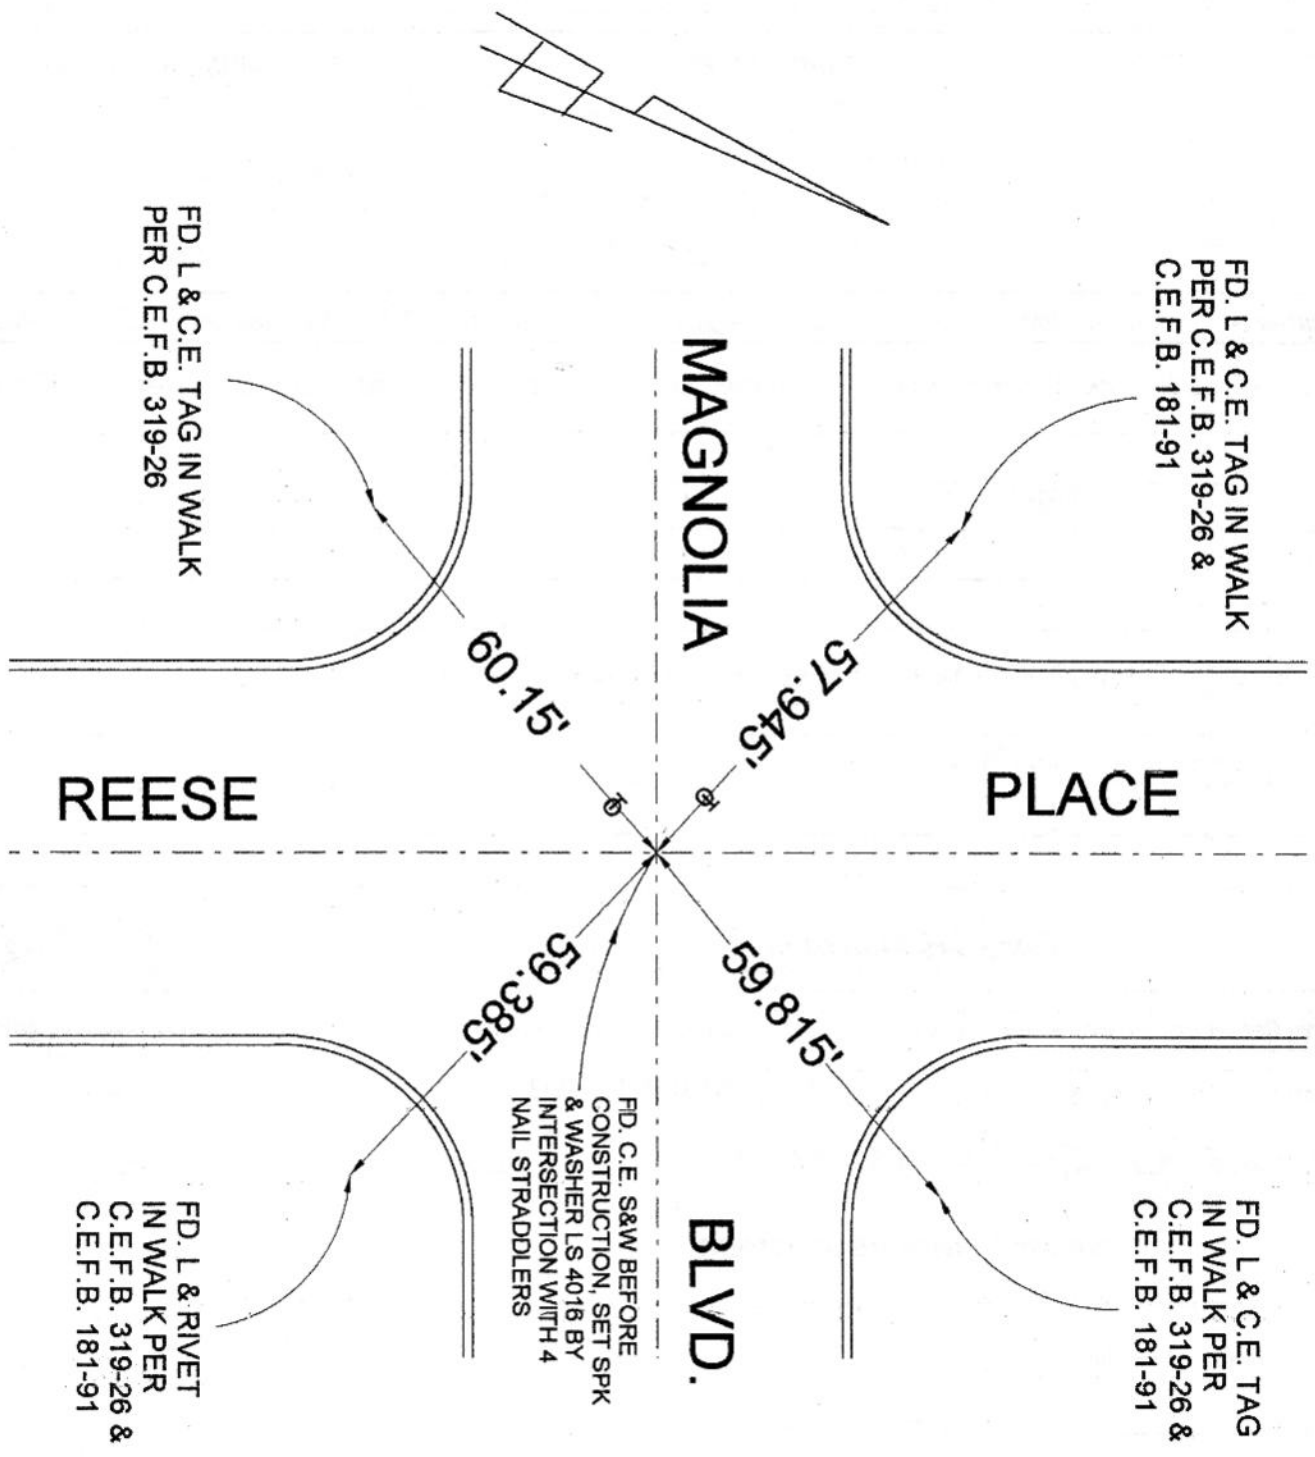 FD. L & C.E. TAG IN WALK
PER C.E.F.B. 319-26
FD. L & C.E. TAG IN WALK
PER C.E.F.B. 319-26 &
C.E.F.B. 181-91
MAGNOLIA
60.15'
57.945'
REESE
PLACE
59.385'
59.815'
FD. C.E. S&W BEFORE
CONSTRUCTION, SET SPK
& WASHER LS 4016 BY
INTERSECTION WITH 4
NAIL STRADDLERS
BLVD.
FD. L & RIVET
IN WALK PER
C.E.F.B. 319-26 &
C.E.F.B. 181-91
FD. L & C.E. TAG
IN WALK PER
C.E.F.B. 319-26 &
C.E.F.B. 181-91